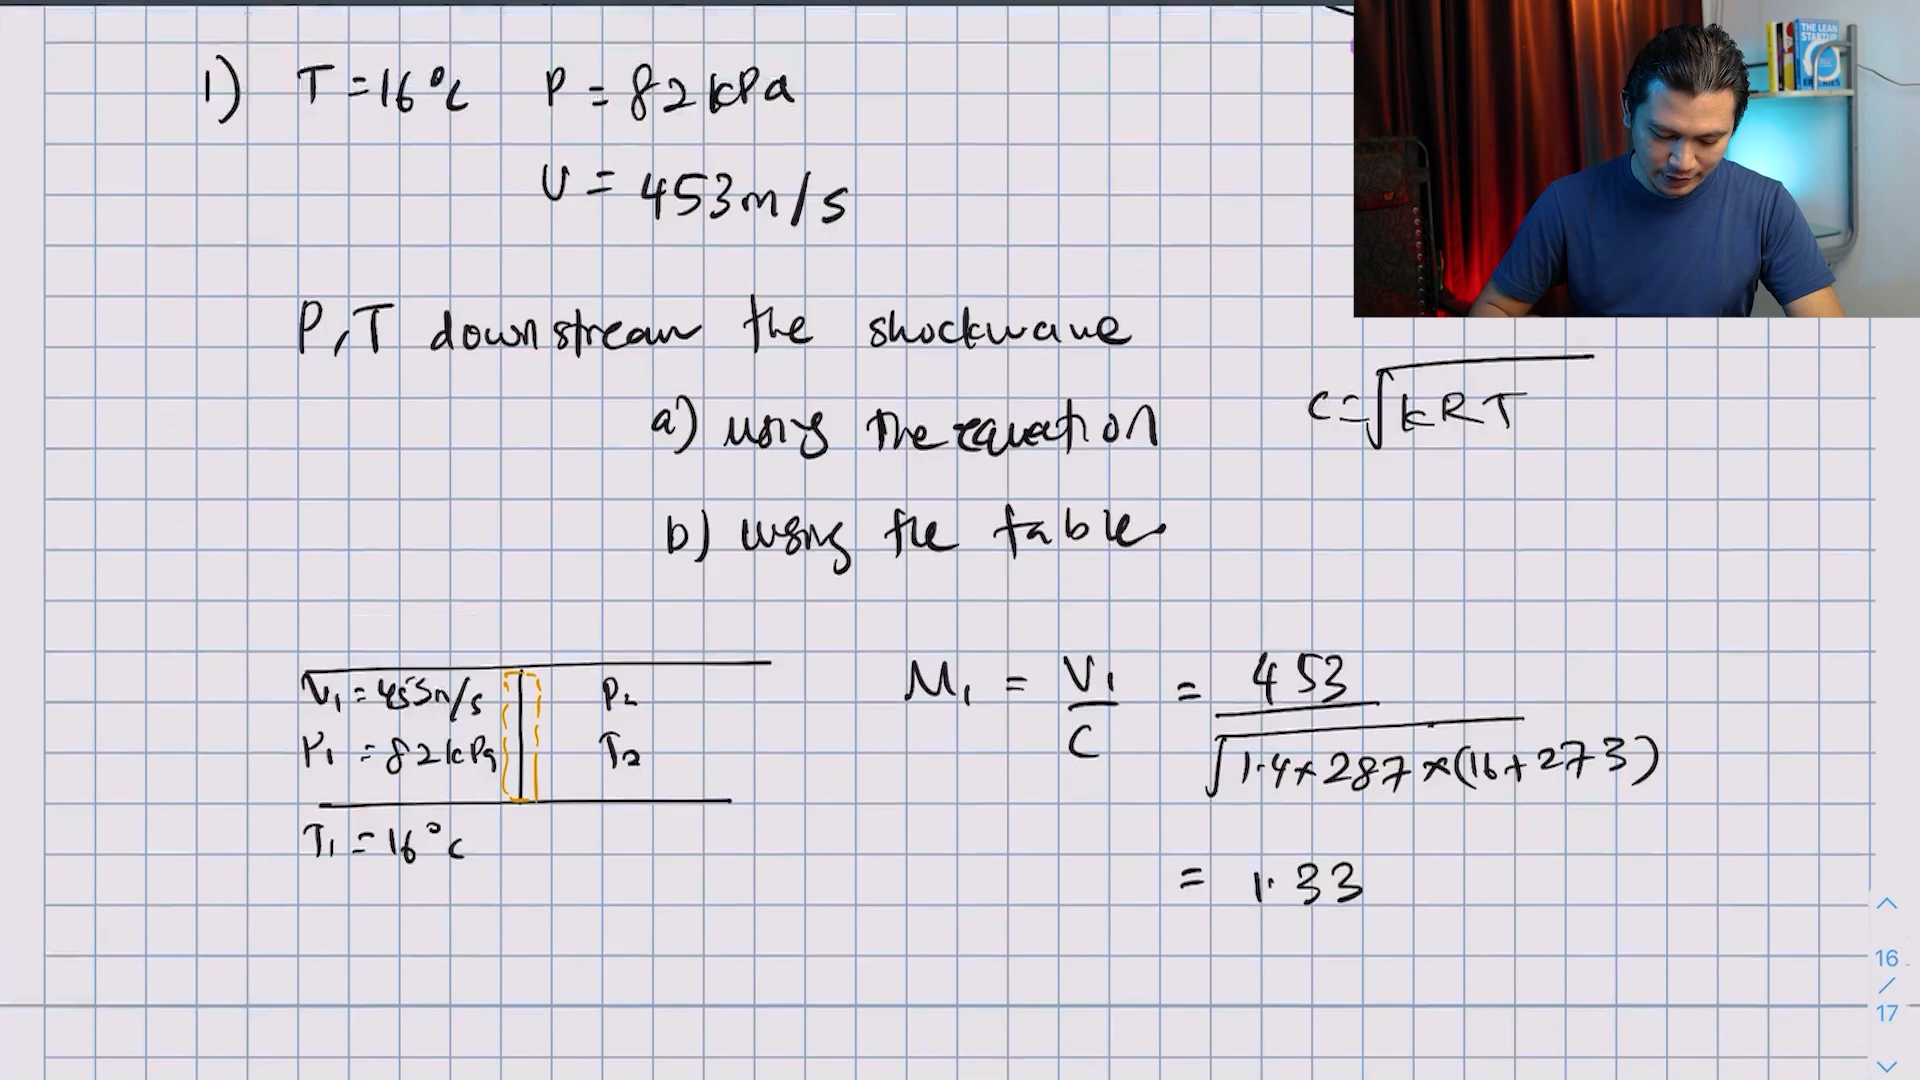 1) T = 16°C P = 82 kPa
U = 453 m/s
P, T downstream the shockwave
a) using the equation
b) using the table
C = √kRT
V₁ = 453 m/s
P₁ = 82 kPa
T₁ = 16°C
P₂
T₂
M₁ = V₁/C = 453/√1.4 × 287 × (16 + 273)
= 1.33
THE LEAN STARTUP
16
/
17